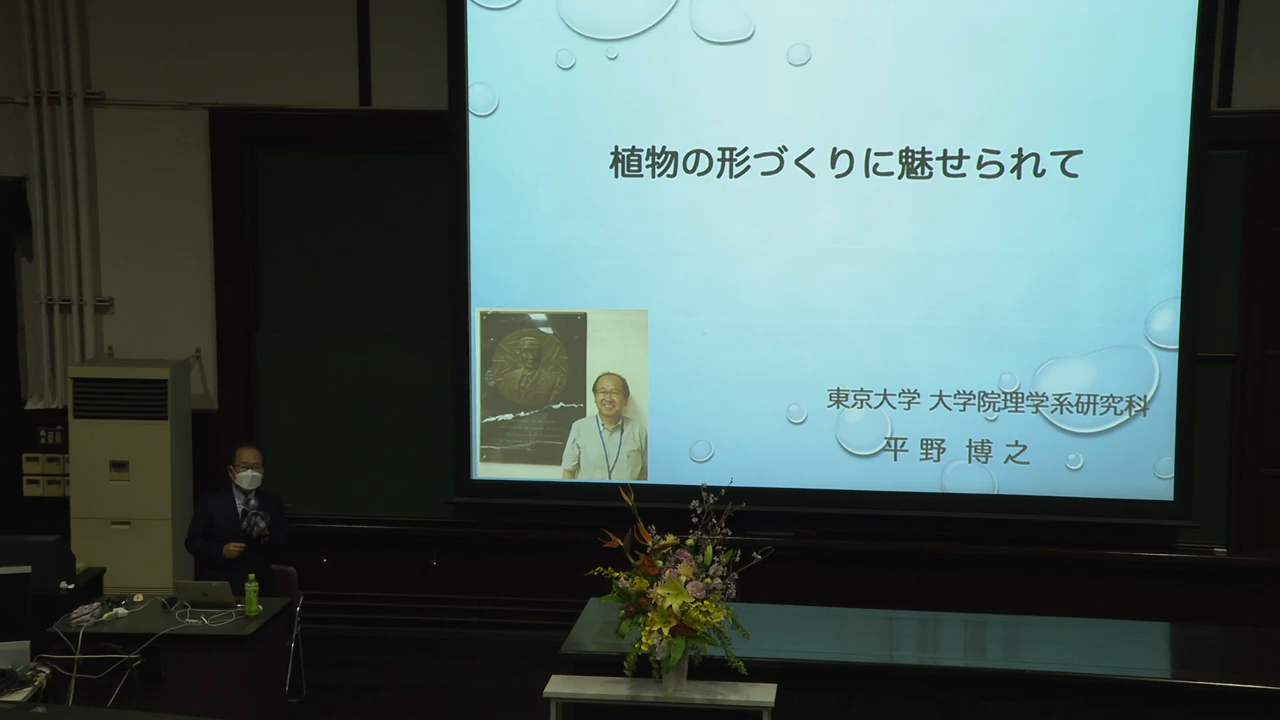 植物の形づくりに魅せられて
東京大学 大学院理学系研究科
平野 博之